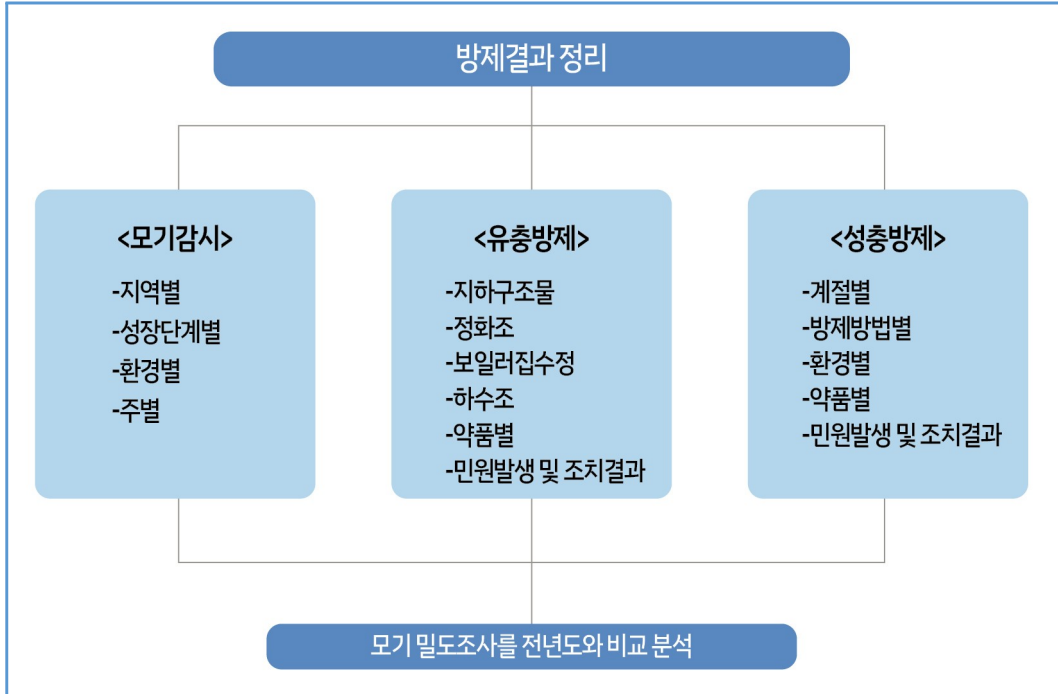 방제결과 정리
<모기감시>
-지역별
-성장단계별
-환경별
-주별
<유충방제>
-지하구조물
-정화조
-보일러집수정
-하수조
-약품별
-민원발생 및 조치결과
<성충방제>
-계절별
-방제방법별
-환경별
-약품별
-민원발생 및 조치결과
모기 밀도조사를 전년도와 비교 분석